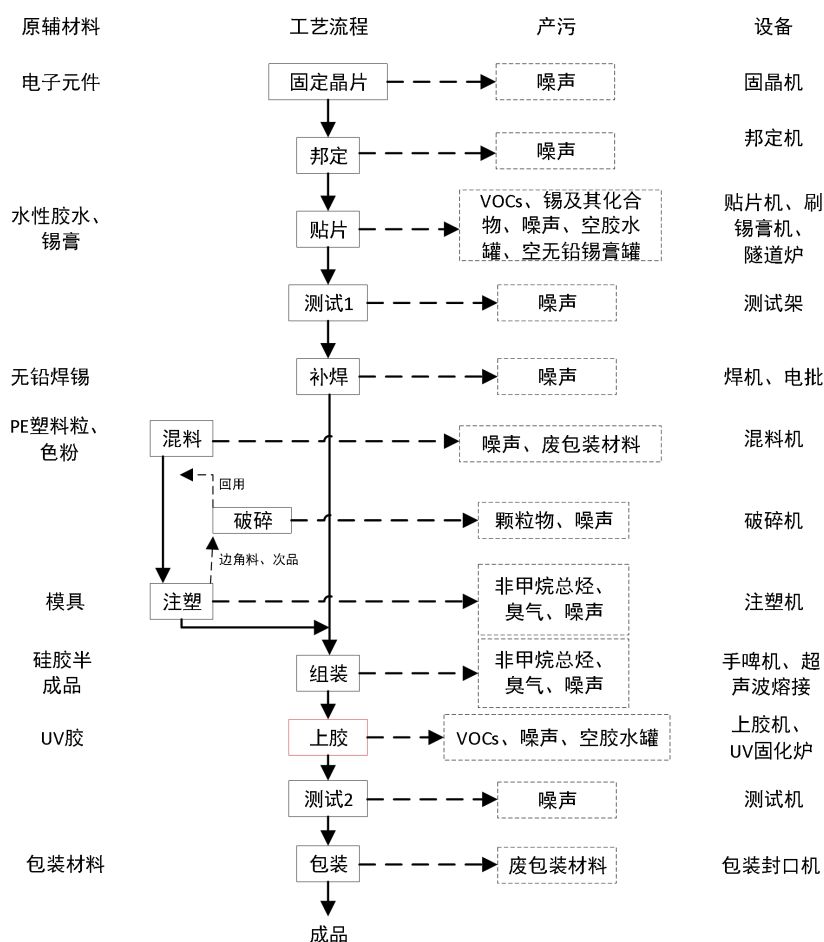 原辅材料 工艺流程 产污 设备
电子元件 固定晶片 噪声 固晶机
邦定 噪声 邦定机
水性胶水、
锡膏
贴片
VOCs、锡及其化合
物、噪声、空胶水
罐、空无铅锡膏罐
贴片机、刷
锡膏机、
隧道炉
测试1 噪声 测试架
无铅焊锡 补焊 噪声 焊机、电批
PE塑料粒、
色粉
混料 噪声、废包装材料 混料机
回用
破碎 颗粒物、噪声 破碎机
边角料、次品
模具 注塑
非甲烷总烃、
臭气、噪声
注塑机
硅胶半
成品
组装
非甲烷总烃、
臭气、噪声
手啤机、超
声波熔接
UV胶 上胶 VOCs、噪声、空胶水罐
上胶机、
UV固化炉
测试2 噪声 测试机
包装材料 包装 废包装材料 包装封口机
成品